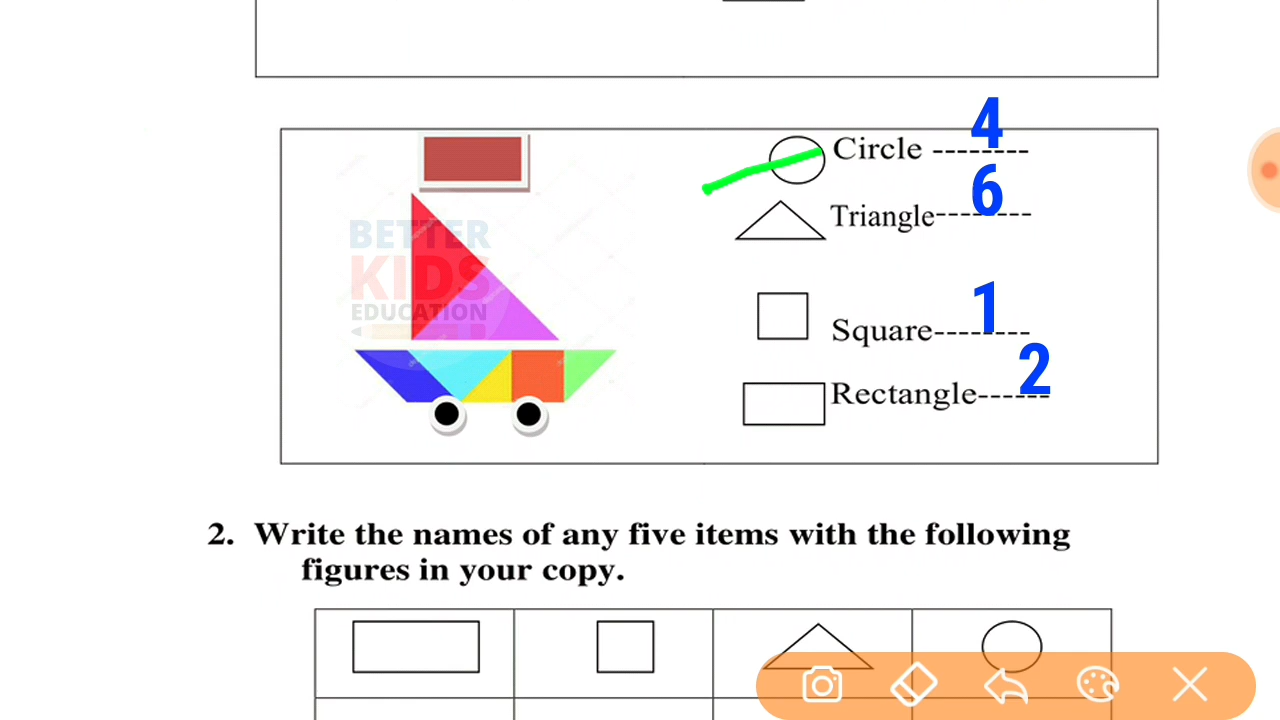 4
Circle ---------
6
Triangle---------
BETTER
KIDS
EDUCATION
1
Square---------
2
Rectangle------
2. Write the names of any five items with the following
figures in your copy.